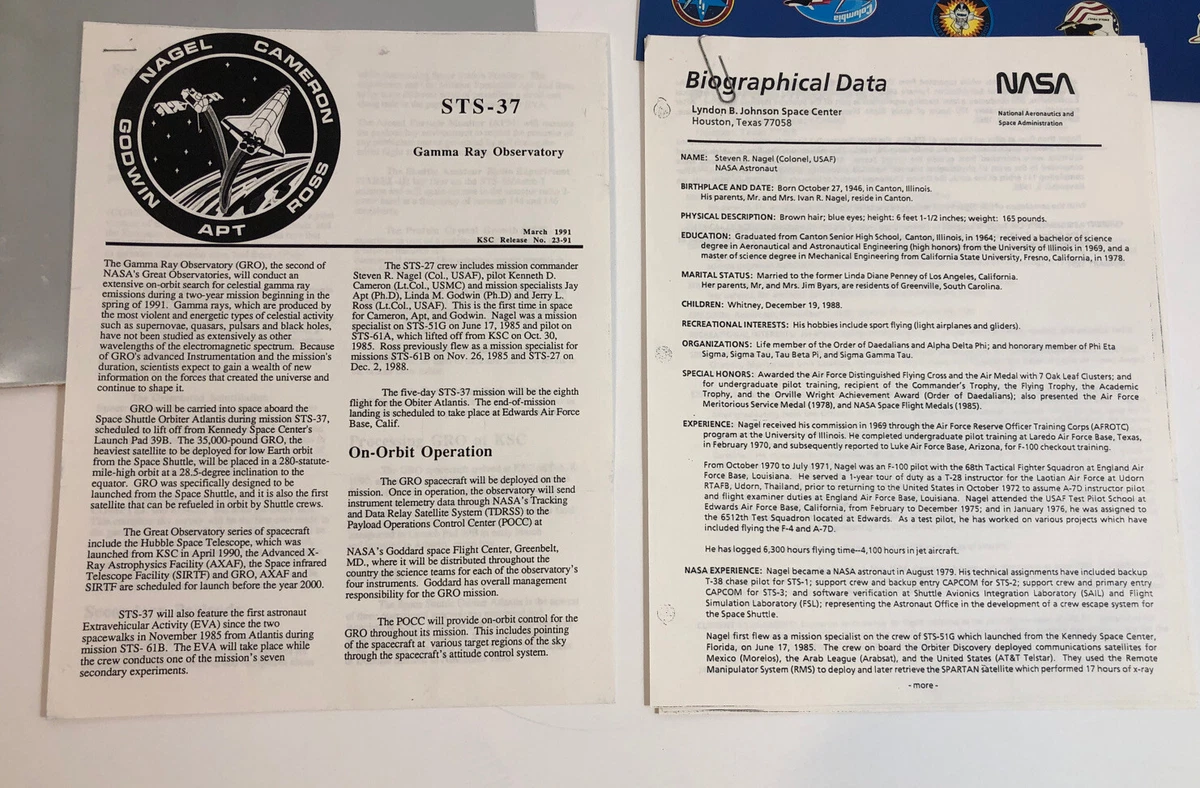 NAGEL CAMERON
GODWIN ROSS
APT
STS-37
Gamma Ray Observatory
March 1991
KSC Release No. 23-91
The Gamma Ray Observatory (GRO), the second of
NASA's Great Observatories, will conduct an
extensive on-orbit search for celestial gamma ray
emissions during a two-year mission beginning in the
spring of 1991. Gamma rays, which are produced by
the most violent and energetic types of celestial activity
such as supernovae, quasars, pulsars and black holes,
have not been studied as extensively as other
wavelengths of the electromagnetic spectrum. Because
of GRO's advanced Instrumentation and the mission's
duration, scientists expect to gain a wealth of new
information on the forces that created the universe and
continue to shape it.
GRO will be carried into space aboard the
Space Shuttle Orbiter Atlantis during mission STS-37,
scheduled to lift off from Kennedy Space Center's
Launch Pad 39B. The 35,000-pound GRO, the
heaviest satellite to be deployed for low Earth orbit
from the Space Shuttle, will be placed in a 280-statute-
mile-high orbit at a 28.5-degree inclination to the
equator. GRO was specifically designed to be
launched from the Space Shuttle, and it is also the first
satellite that can be refueled in orbit by Shuttle crews.
The Great Observatory series of spacecraft
include the Hubble Space Telescope, which was
launched from KSC in April 1990, the Advanced X-
Ray Astrophysics Facility (AXAF), the Space infrared
Telescope Facility (SIRTF) and GRO, AXAF and
SIRTF are scheduled for launch before the year 2000.
STS-37 will also feature the first astronaut
Extravehicular Activity (EVA) since the two
spacewalks in November 1985 from Atlantis during
mission STS- 61B. The EVA will take place while
the crew conducts one of the mission's seven
secondary experiments.
The STS-27 crew includes mission commander
Steven R. Nagel (Col., USAF), pilot Kenneth D.
Cameron (Lt.Col., USMC) and mission specialists Jay
Apt (Ph.D), Linda M. Godwin (Ph.D) and Jerry L.
Ross (Lt.Col., USAF). This is the first time in space
for Cameron, Apt, and Godwin. Nagel was a mission
specialist on STS-51G on June 17, 1985 and pilot on
STS-61A, which lifted off from KSC on Oct. 30,
1985. Ross previously flew as a mission specialist for
missions STS-61B on Nov. 26, 1985 and STS-27 on
Dec. 2, 1988.
The five-day STS-37 mission will be the eighth
flight for the Obiter Atlantis. The end-of-mission
landing is scheduled to take place at Edwards Air Force
Base, Calif.
On-Orbit Operation
The GRO spacecraft will be deployed on the
mission. Once in operation, the observatory will send
instrument telemetry data through NASA's Tracking
and Data Relay Satellite System (TDRSS) to the
Payload Operations Control Center (POCC) at
NASA's Goddard space Flight Center, Greenbelt,
MD., where it will be distributed throughout the
country the science teams for each of the observatory's
four instruments. Goddard has overall management
responsibility for the GRO mission.
The POCC will provide on-orbit control for the
GRO throughout its mission. This includes pointing
of the spacecraft at various target regions of the sky
through the spacecraft's attitude control system.
Columbia
Biographical Data
NASA
Lyndon B. Johnson Space Center
Houston, Texas 77058
National Aeronautics and
Space Administration
NAME: Steven R. Nagel (Colonel, USAF)
NASA Astronaut
BIRTHPLACE AND DATE: Born October 27, 1946, in Canton, Illinois.
His parents, Mr. and Mrs. Ivan R. Nagel, reside in Canton.
PHYSICAL DESCRIPTION: Brown hair; blue eyes; height: 6 feet 1-1/2 inches; weight: 165 pounds.
EDUCATION: Graduated from Canton Senior High School, Canton, Illinois, in 1964; received a bachelor of science
degree in Aeronautical and Astronautical Engineering (high honors) from the University of Illinois in 1969, and a
master of science degree in Mechanical Engineering from California State University, Fresno, California, in 1978.
MARITAL STATUS: Married to the former Linda Diane Penney of Los Angeles, California.
Her parents, Mr, and Mrs. Jim Byars, are residents of Greenville, South Carolina.
CHILDREN: Whitney, December 19, 1988.
RECREATIONAL INTERESTS: His hobbies include sport flying (light airplanes and gliders).
ORGANIZATIONS: Life member of the Order of Daedalians and Alpha Delta Phi; and honorary member of Phi Eta
Sigma, Sigma Tau, Tau Beta Pi, and Sigma Gamma Tau.
SPECIAL HONORS: Awarded the Air Force Distinguished Flying Cross and the Air Medal with 7 Oak Leaf Clusters; and
for undergraduate pilot training, recipient of the Commander's Trophy, the Flying Trophy, the Academic
Trophy, and the Orville Wright Achievement Award (Order of Daedalians); also presented the Air Force
Meritorious Service Medal (1978), and NASA Space Flight Medals (1985).
EXPERIENCE: Nagel received his commission in 1969 through the Air Force Reserve Officer Training Corps (AFROTC)
program at the University of Illinois. He completed undergraduate pilot training at Laredo Air Force Base, Texas,
in February 1970, and subsequently reported to Luke Air Force Base, Arizona, for F-100 checkout training.
From October 1970 to July 1971, Nagel was an F-100 pilot with the 68th Tactical Fighter Squadron at England Air
Force Base, Louisiana. He served a 1-year tour of duty as a T-28 instructor for the Laotian Air Force at Udorn
RTAFB, Udorn, Thailand, prior to returning to the United States in October 1972 to assume A-7D instructor pilot
and flight examiner duties at England Air Force Base, Louisiana. Nagel attended the USAF Test Pilot School at
Edwards Air Force Base, California, from February to December 1975; and in January 1976, he was assigned to
the 6512th Test Squadron located at Edwards. As a test pilot, he has worked on various projects which have
included flying the F-4 and A-7D.
He has logged 6,300 hours flying time--4,100 hours in jet aircraft.
NASA EXPERIENCE: Nagel became a NASA astronaut in August 1979. His technical assignments have included backup
T-38 chase pilot for STS-1; support crew and backup entry CAPCOM for STS-2; support crew and primary entry
CAPCOM for STS-3; and software verification at Shuttle Avionics Integration Laboratory (SAIL) and Flight
Simulation Laboratory (FSL); representing the Astronaut Office in the development of a crew escape system for
the Space Shuttle.
Nagel first flew as a mission specialist on the crew of STS-51G which launched from the Kennedy Space Center,
Florida, on June 17, 1985. The crew on board the Orbiter Discovery deployed communications satellites for
Mexico (Morelos), the Arab League (Arabsat), and the United States (AT&T Telstar). They used the Remote
Manipulator System (RMS) to deploy and later retrieve the SPARTAN satellite which performed 17 hours of x-ray
- more -